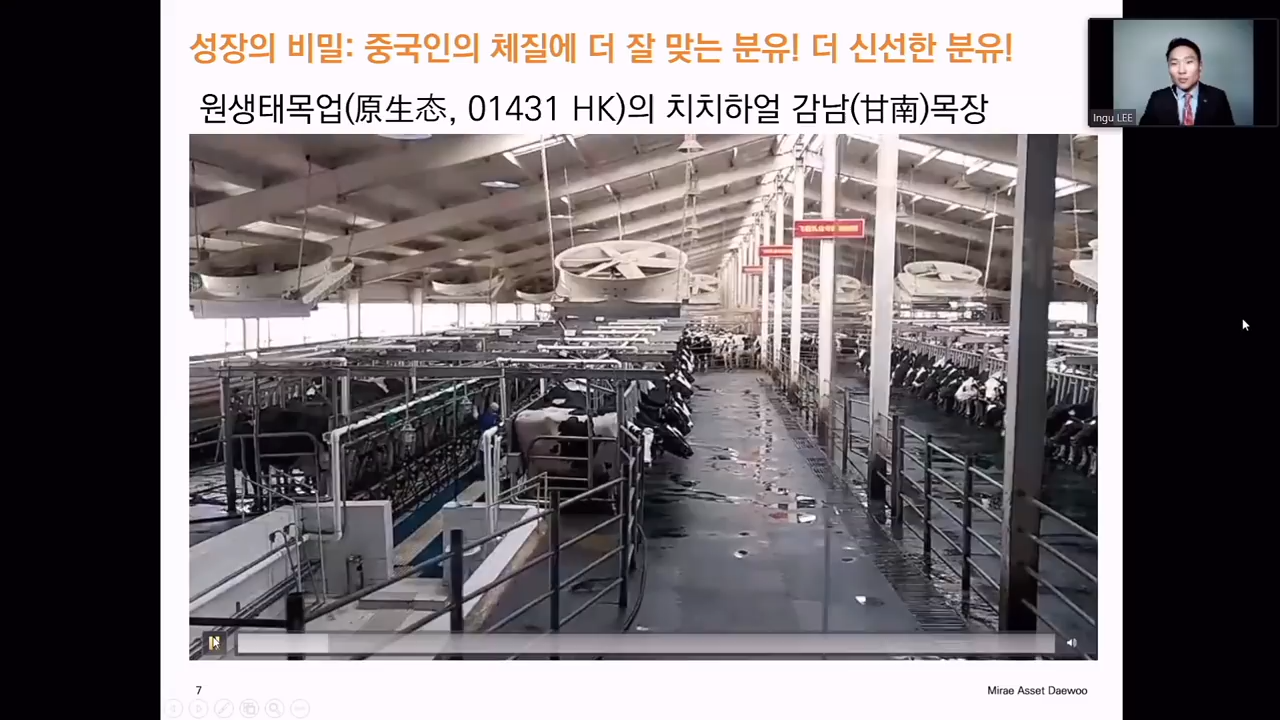 성장의 비밀: 중국인의 체질에 더 잘 맞는 분유! 더 신선한 분유!
원생태목업(原生态, 01431 HK)의 치치하얼 감남(甘南)목장
Ingu LEE
7
Mirae Asset Daewoo